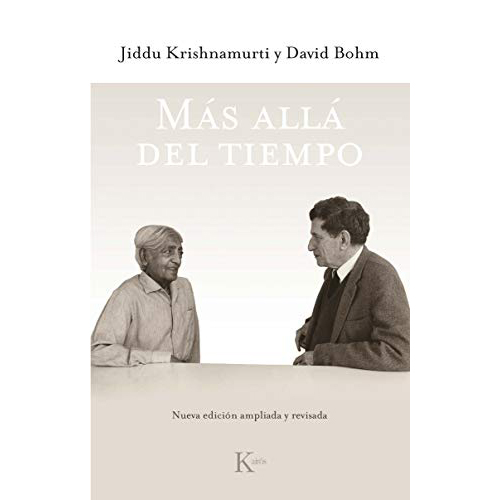 Jiddu Krishnamurti y David Bohm
MÁS ALLÁ
DEL TIEMPO
Nueva edición ampliada y revisada
Kairós